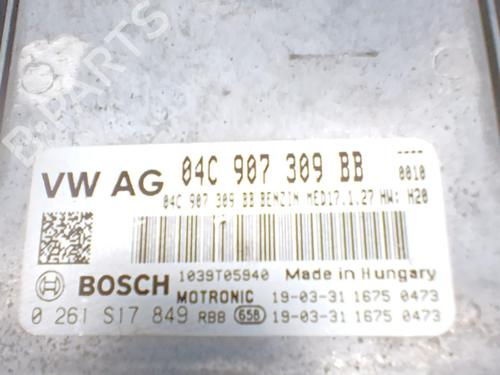 VW AG 04C 907 309 BB ----
0010
04C 907 309 BB BENZIN MED17.1.27 HW: H20
BOSCH 1039T05940 Made in Hungary
MOTRONIC 19-03-31 1675 0473
0 261 S17 849 RBB 658 19-03-31 1675 0473
B-Parts